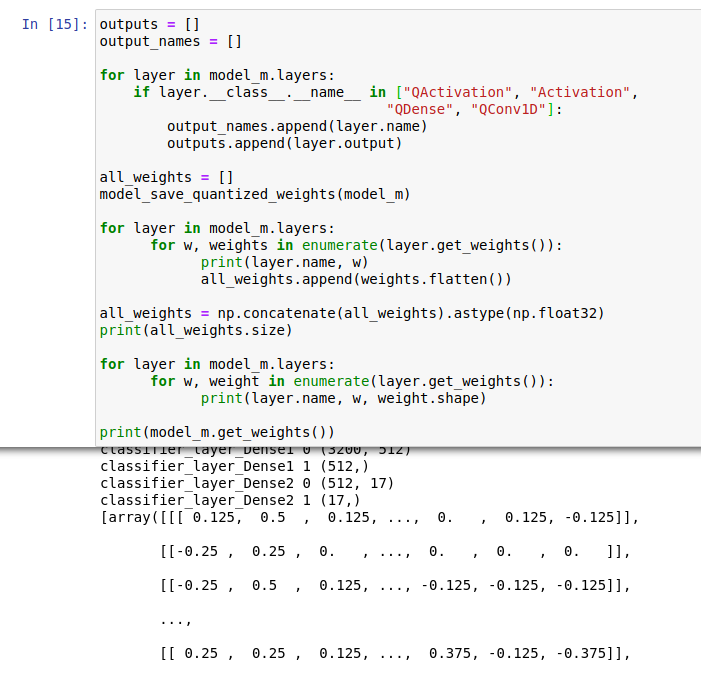 In [15]: outputs = []
output_names = []
for layer in model_m.layers:
    if layer.__class__.__name__ in ["QActivation", "Activation",
                                  "QDense", "QConv1D"]:
        output_names.append(layer.name)
        outputs.append(layer.output)
all_weights = []
model_save_quantized_weights(model_m)
for layer in model_m.layers:
      for w, weights in enumerate(layer.get_weights()):
            print(layer.name, w)
            all_weights.append(weights.flatten())
all_weights = np.concatenate(all_weights).astype(np.float32)
print(all_weights.size)
for layer in model_m.layers:
      for w, weight in enumerate(layer.get_weights()):
            print(layer.name, w, weight.shape)
print(model_m.get_weights())
classifier_layer_Dense1 0 (3200, 512)
classifier_layer_Dense1 1 (512,)
classifier_layer_Dense2 0 (512, 17)
classifier_layer_Dense2 1 (17,)
[array([[[ 0.125,  0.5  ,  0.125, ...,  0.   ,  0.125, -0.125]],
       [[-0.25 ,  0.25 ,  0.   , ...,  0.   ,  0.   ,  0.   ]],
       [[-0.25 ,  0.5  ,  0.125, ..., -0.125, -0.125, -0.125]],
       ...,
       [[ 0.25 ,  0.25 ,  0.125, ...,  0.375, -0.125, -0.375]],